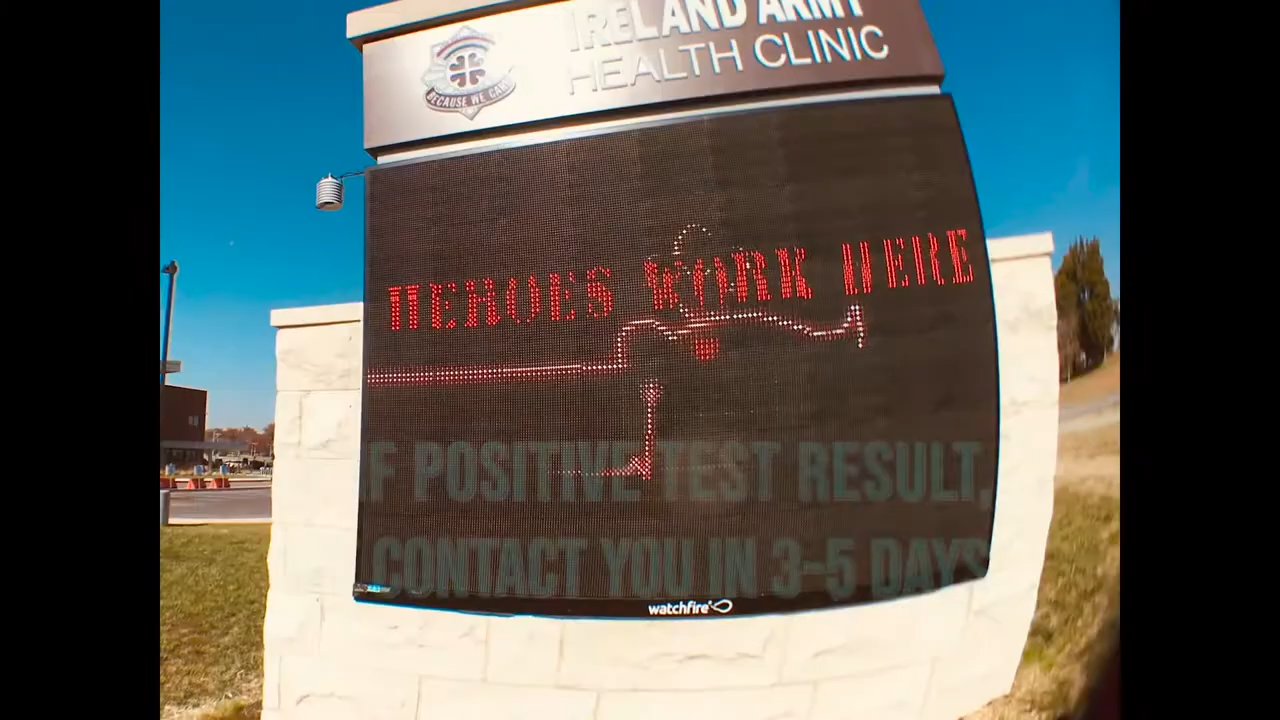 IRELAND ARMY
HEALTH CLINIC
BECAUSE WE CARE
HEROES WORK HERE
IF POSITIVE TEST RESULT,
CONTACT YOU IN 3-5 DAYS
watchfire